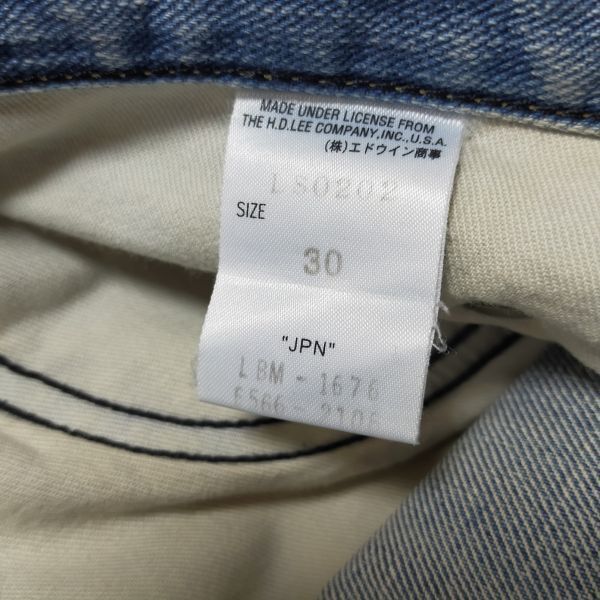 MADE UNDER LICENSE FROM
THE H.D.LEE COMPANY,INC.,U.S.A.
(株)エドウイン商事
LS0202
SIZE
30
"JPN"
LBM - 1676